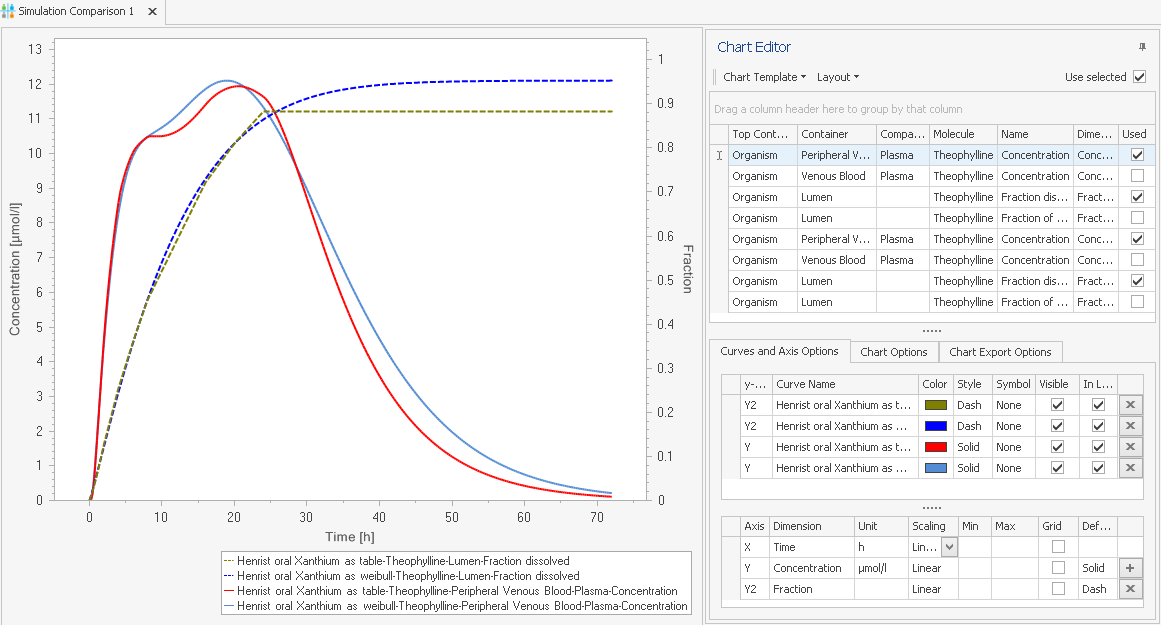 Simulation Comparison 1
13
12
11
10
9
8
7
6
5
4
3
2
1
0
Concentration [µmol/l]
1
0.9
0.8
0.7
0.6
0.5
0.4
0.3
0.2
0.1
0
Fraction
0 10 20 30 40 50 60 70
Time [h]
Henrist oral Xanthium as table-Theophylline-Lumen-Fraction dissolved
Henrist oral Xanthium as weibull-Theophylline-Lumen-Fraction dissolved
Henrist oral Xanthium as table-Theophylline-Peripheral Venous Blood-Plasma-Concentration
Henrist oral Xanthium as weibull-Theophylline-Peripheral Venous Blood-Plasma-Concentration
Chart Editor
Chart Template Layout Use selected
Drag a column header here to group by that column
Top Cont... Container Compa... Molecule Name Dime... Used
Organism Peripheral V... Plasma Theophylline Concentration Conc...
Organism Venous Blood Plasma Theophylline Concentration Conc...
Organism Lumen Theophylline Fraction dis... Fract...
Organism Lumen Theophylline Fraction of ... Fract...
Organism Peripheral V... Plasma Theophylline Concentration Conc...
Organism Venous Blood Plasma Theophylline Concentration Conc...
Organism Lumen Theophylline Fraction dis... Fract...
Organism Lumen Theophylline Fraction of ... Fract...
Curves and Axis Options Chart Options Chart Export Options
y-... Curve Name Color Style Symbol Visible In L...
Y2 Henrist oral Xanthium as t... Dash None
Y2 Henrist oral Xanthium as ... Dash None
Y Henrist oral Xanthium as t... Solid None
Y Henrist oral Xanthium as ... Solid None
Axis Dimension Unit Scaling Min Max Grid Def...
X Time h Lin...
Y Concentration µmol/l Linear Solid
Y2 Fraction Linear Dash